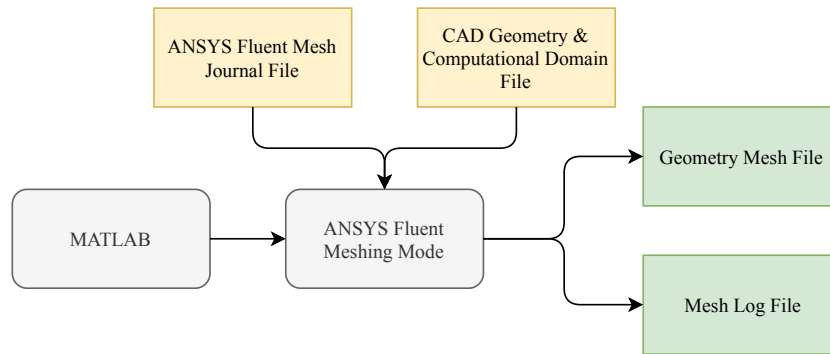 ANSYS Fluent Mesh
Journal File
CAD Geometry &
Computational Domain
File
Geometry Mesh File
MATLAB
ANSYS Fluent
Meshing Mode
Mesh Log File